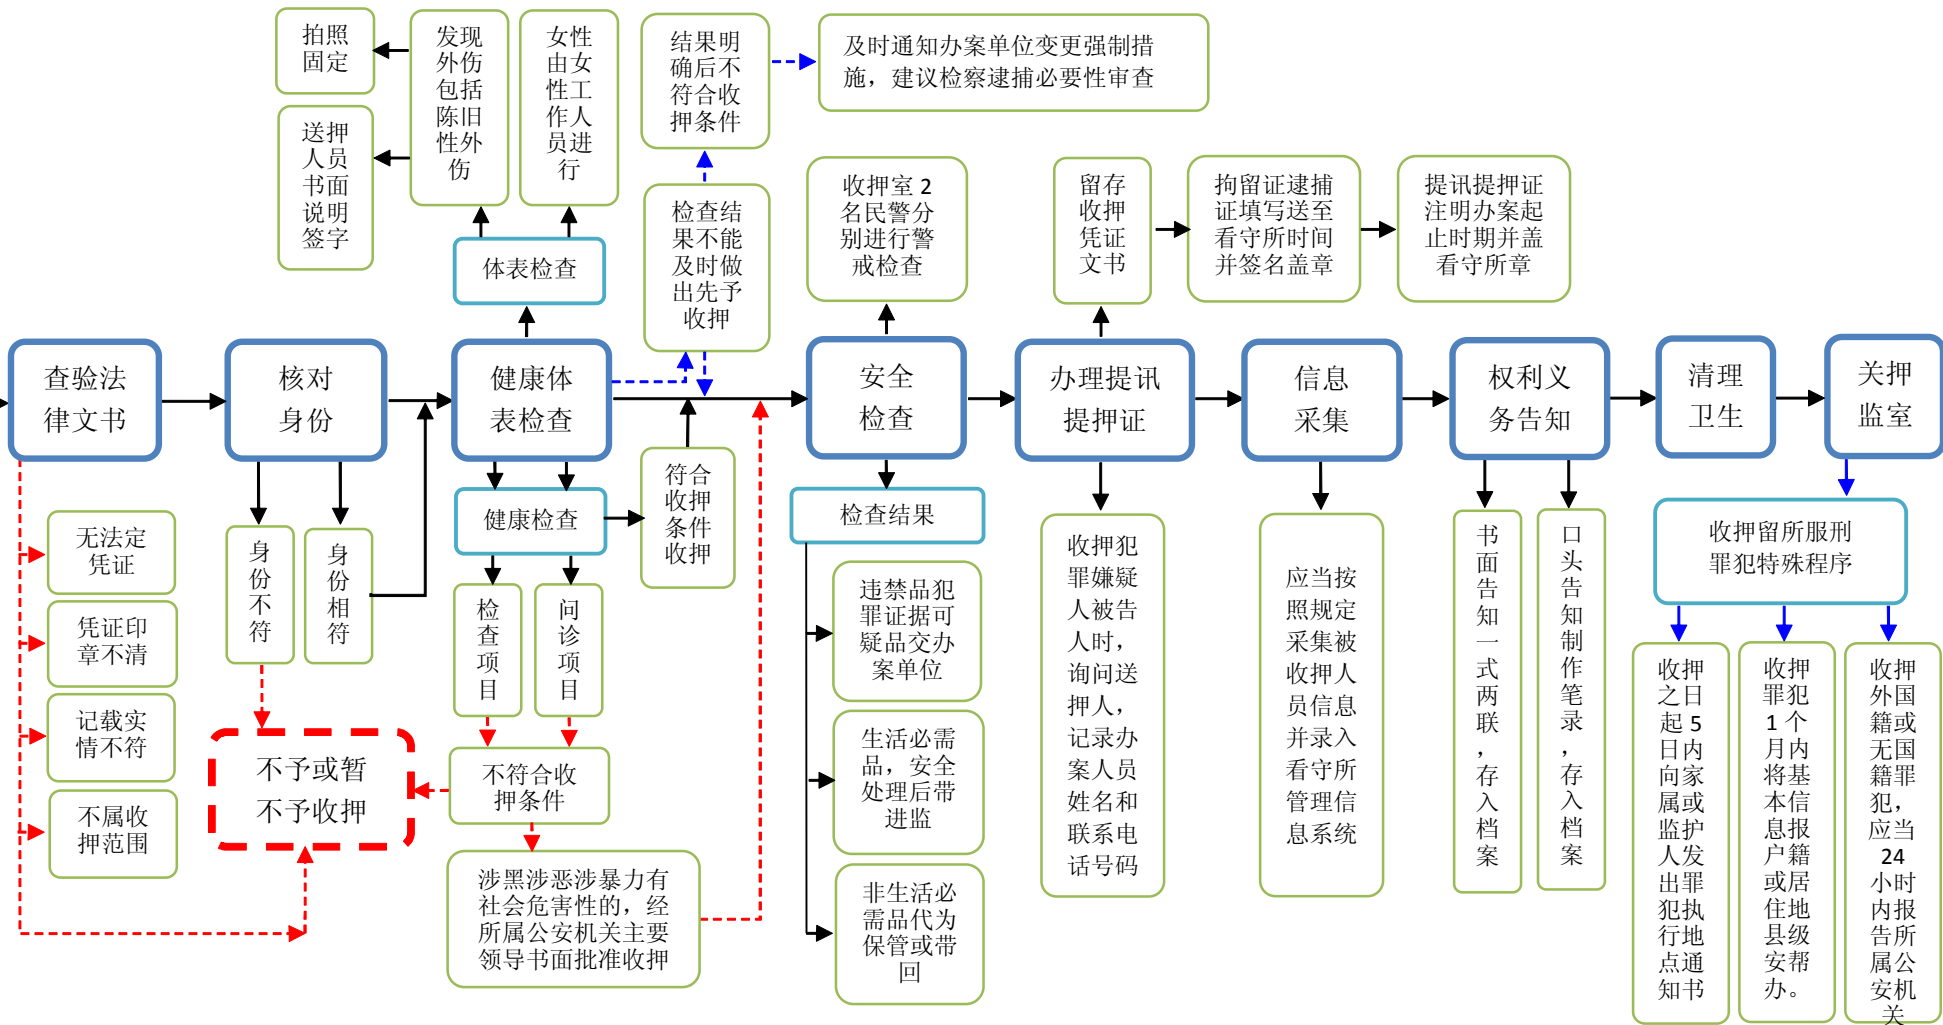 拍照
固定
发现
外伤
包括
陈旧
性外
伤
女性
由女
性工
作人
员进
行
结果明
确后不
符合收
押条件
及时通知办案单位变更强制措
施，建议检察逮捕必要性审查
送押
人员
书面
说明
签字
体表检查
检查结
果不能
及时做
出先予
收押
收押室 2
名民警分
别进行警
戒检查
留存
收押
凭证
文书
拘留证逮捕
证填写送至
看守所时间
并签名盖章
提讯提押证
注明办案起
止时期并盖
看守所章
查验法
律文书
核对
身份
健康体
表检查
安全
检查
办理提讯
提押证
信息
采集
权利义
务告知
清理
卫生
关押
监室
无法定
凭证
凭证印
章不清
记载实
情不符
不属收
押范围
身份不符
身份相符
健康检查
符合
收押
条件
收押
检查项目
问诊项目
不予或暂
不予收押
不符合收
押条件
涉黑涉恶涉暴力有
社会危害性的，经
所属公安机关主要
领导书面批准收押
检查结果
违禁品犯
罪证据可
疑品交办
案单位
生活必需
品，安全
处理后带
进监
非生活必
需品代为
保管或带
回
收押犯
罪嫌疑
人被告
人时，
询问送
押人，
记录办
案人员
姓名和
联系电
话号码
应当按
照规定
采集被
收押人
员信息
并录入
看守所
管理信
息系统
书面告知一式两联，存入档案
口头告知制作笔录，存入档案
收押留所服刑
罪犯特殊程序
收押
之日
起 5
日内
向家
属或
监护
人发
出罪
犯执
行地
点通
知书
收押
罪犯
1 个
月内
将基
本信
息报
户籍
或居
住地
县级
安帮
办。
收押
外国
籍或
无国
籍罪
犯，
应当
24
小时
内报
告所
属公
安机
关